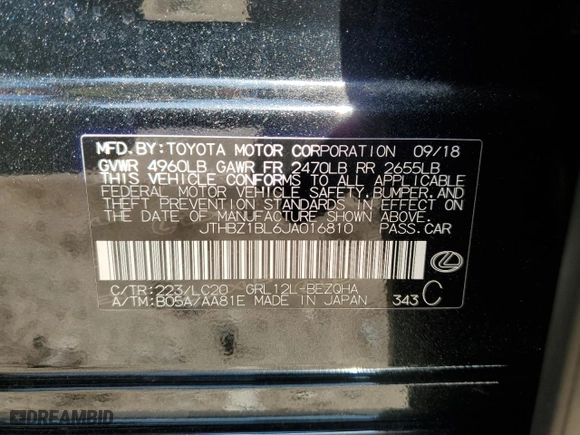 MFD. BY: TOYOTA MOTOR CORPORATION 09/18
GVWR 4960LB GAWR FR 2470LB RR 2655LB
THIS VEHICLE CONFORMS TO ALL APPLICABLE
FEDERAL MOTOR VEHICLE SAFETY, BUMPER, AND
THEFT PREVENTION STANDARDS IN EFFECT ON
THE DATE OF MANUFACTURE SHOWN ABOVE.
JTHBZ1BL6JA016810 PASS. CAR
C/TR: 223/LC20 GRL12L-BEZQHA
A/TM: B05A/AA81E MADE IN JAPAN 343 C
DREAMBID